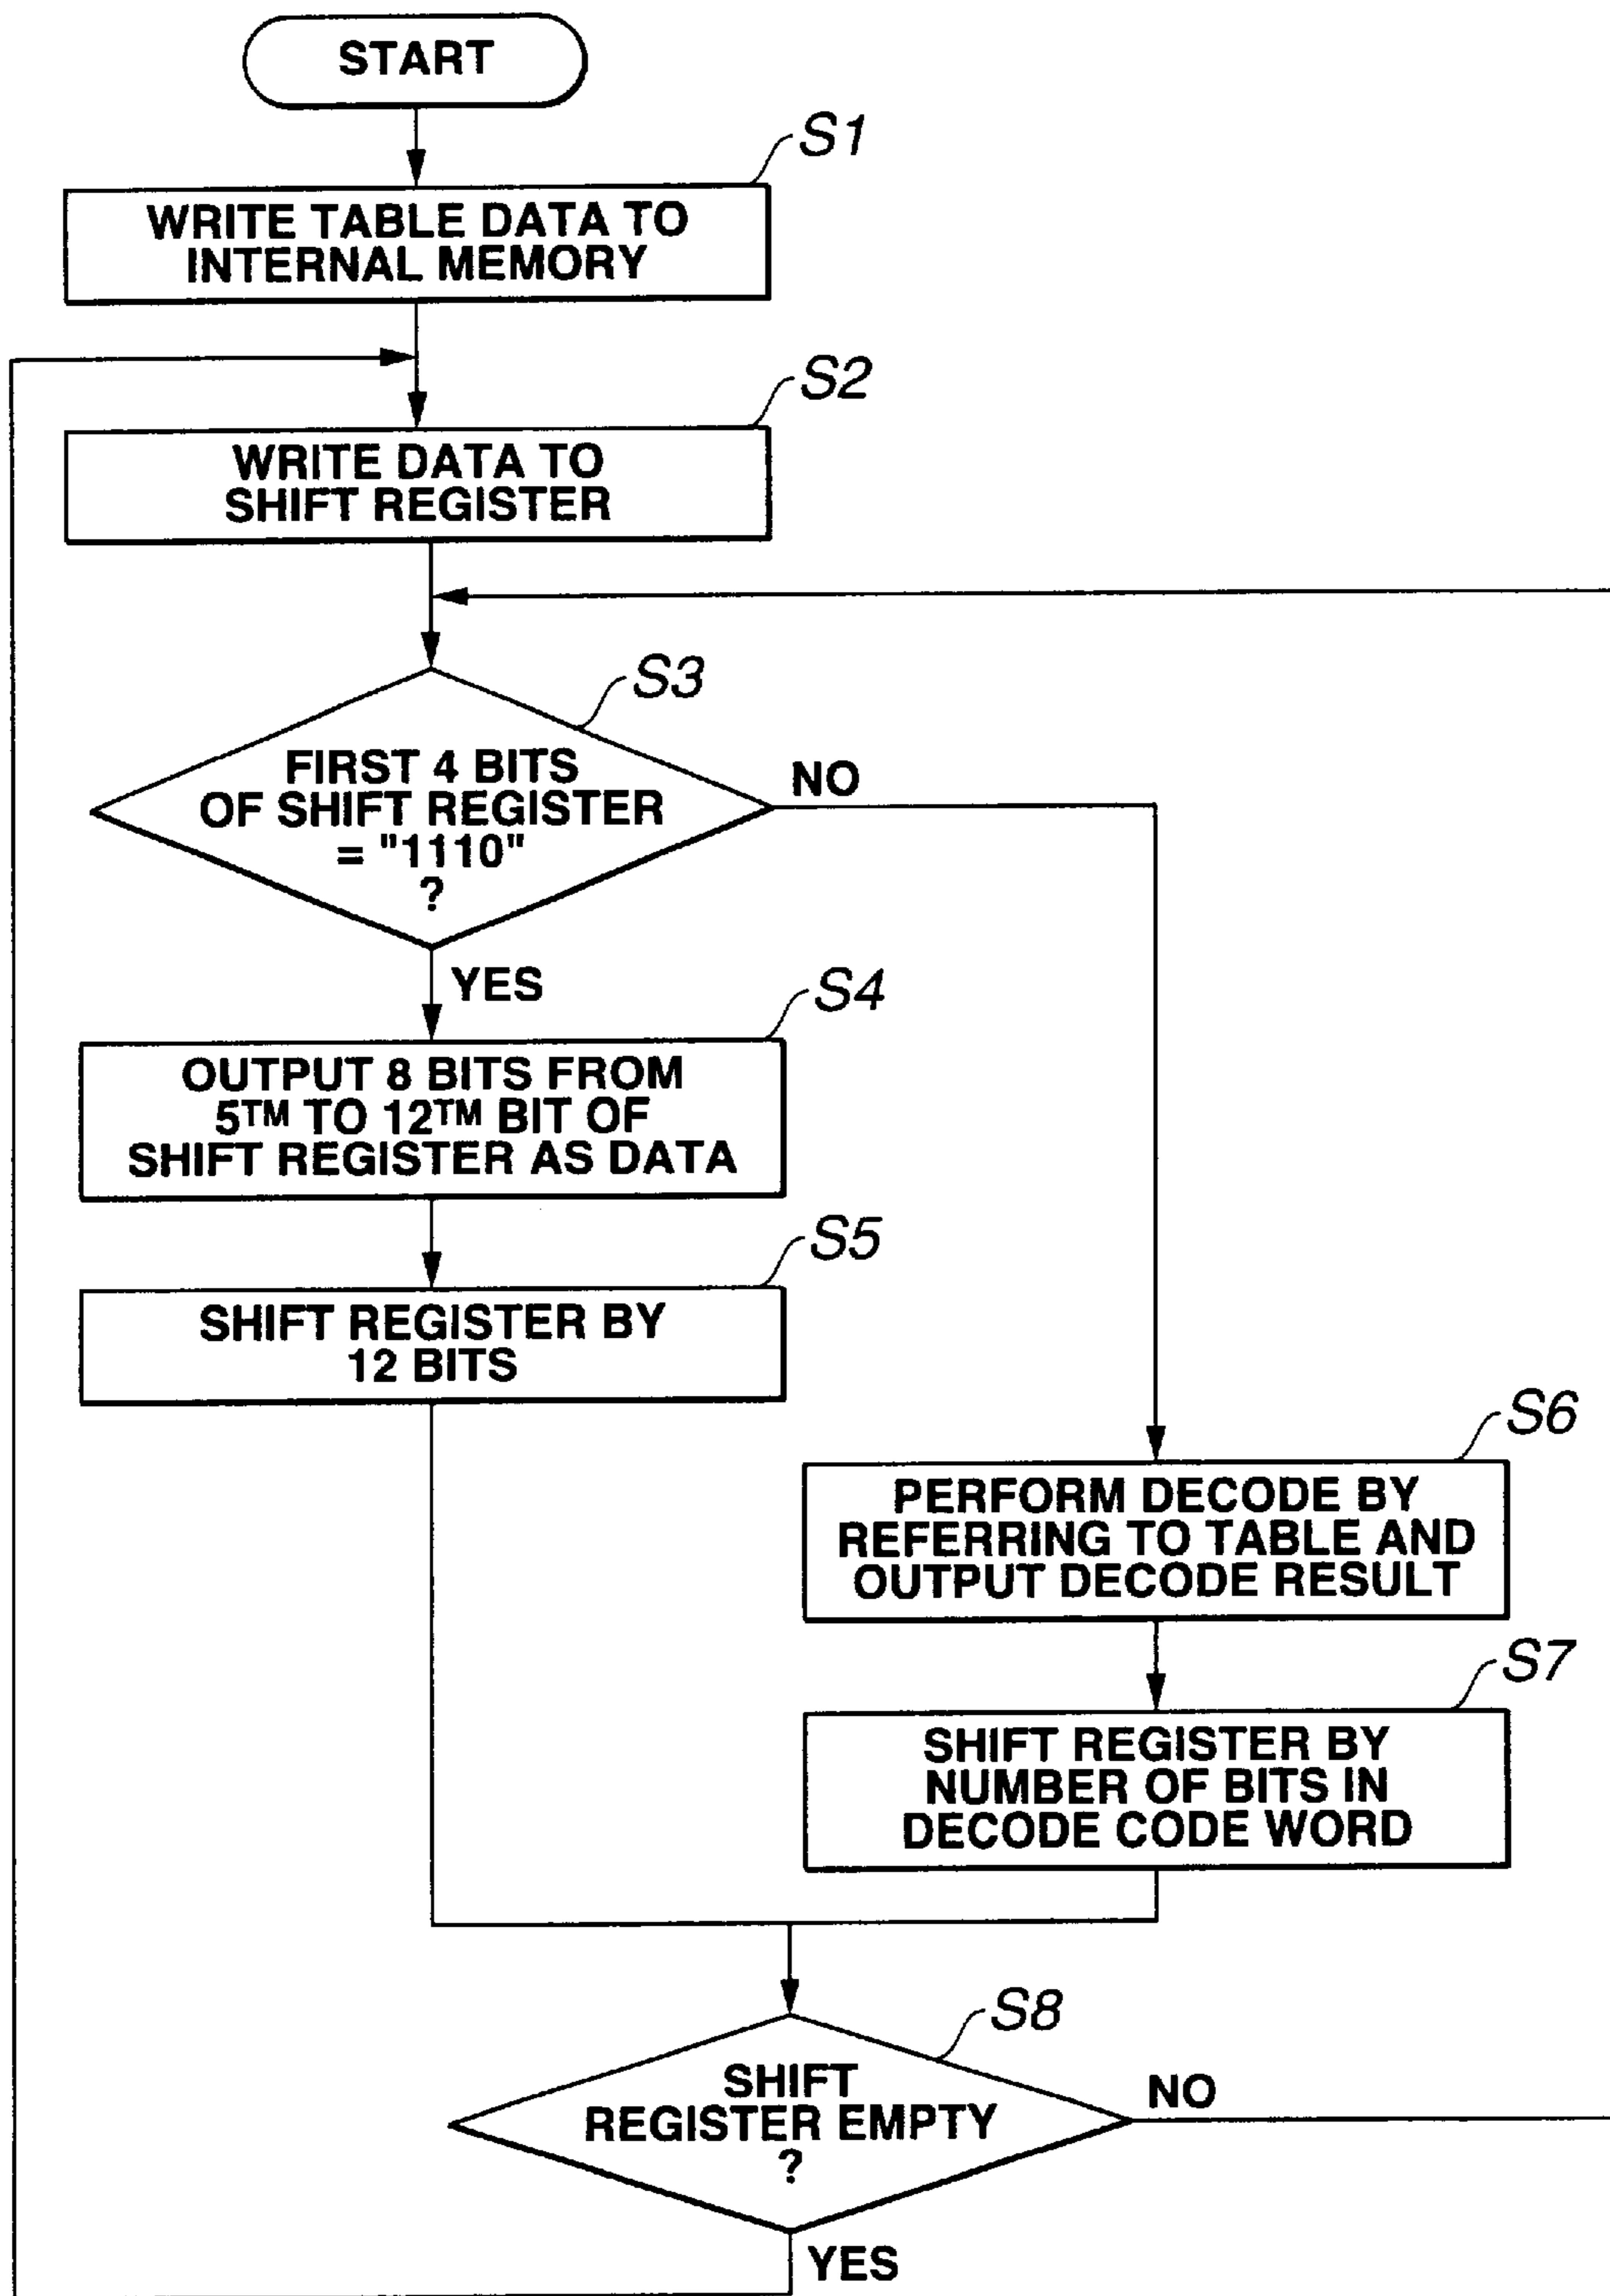 START
S1
WRITE TABLE DATA TO
INTERNAL MEMORY
S2
WRITE DATA TO
SHIFT REGISTER
S3
FIRST 4 BITS
OF SHIFT REGISTER
= "1110"
?
NO
YES
S4
OUTPUT 8 BITS FROM
5TM TO 12TM BIT OF
SHIFT REGISTER AS DATA
S5
SHIFT REGISTER BY
12 BITS
S6
PERFORM DECODE BY
REFERRING TO TABLE AND
OUTPUT DECODE RESULT
S7
SHIFT REGISTER BY
NUMBER OF BITS IN
DECODE CODE WORD
S8
SHIFT
REGISTER EMPTY
?
NO
YES